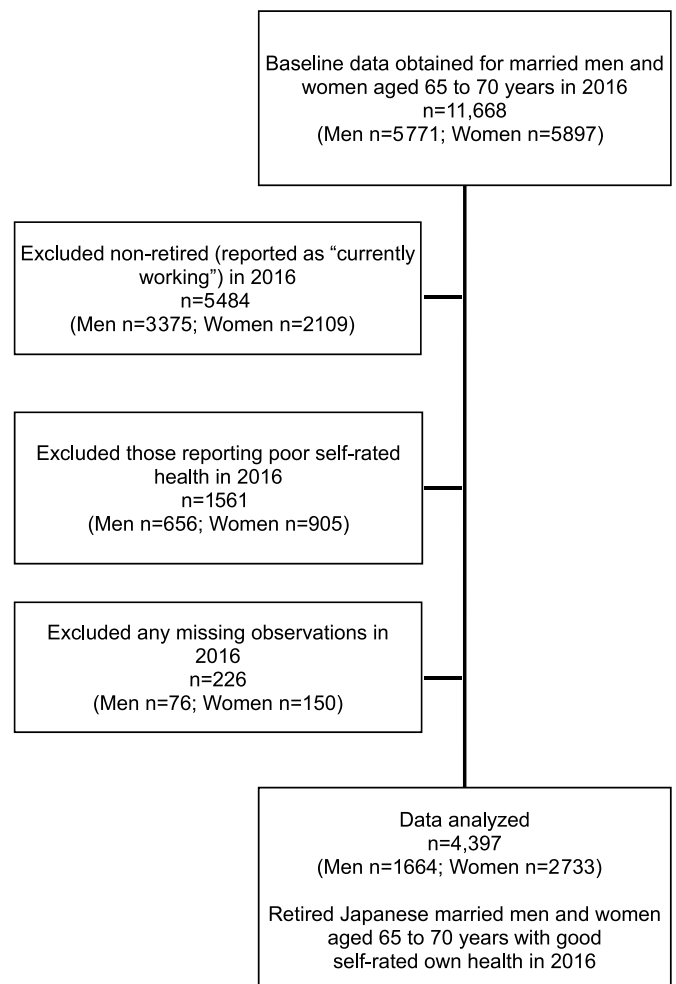 Baseline data obtained for married men and
women aged 65 to 70 years in 2016
n=11,668
(Men n=5771; Women n=5897)
Excluded non-retired (reported as “currently
working”) in 2016
n=5484
(Men n=3375; Women n=2109)
Excluded those reporting poor self-rated
health in 2016
n=1561
(Men n=656; Women n=905)
Excluded any missing observations in
2016
n=226
(Men n=76; Women n=150)
Data analyzed
n=4,397
(Men n=1664; Women n=2733)
Retired Japanese married men and women
aged 65 to 70 years with good
self-rated own health in 2016